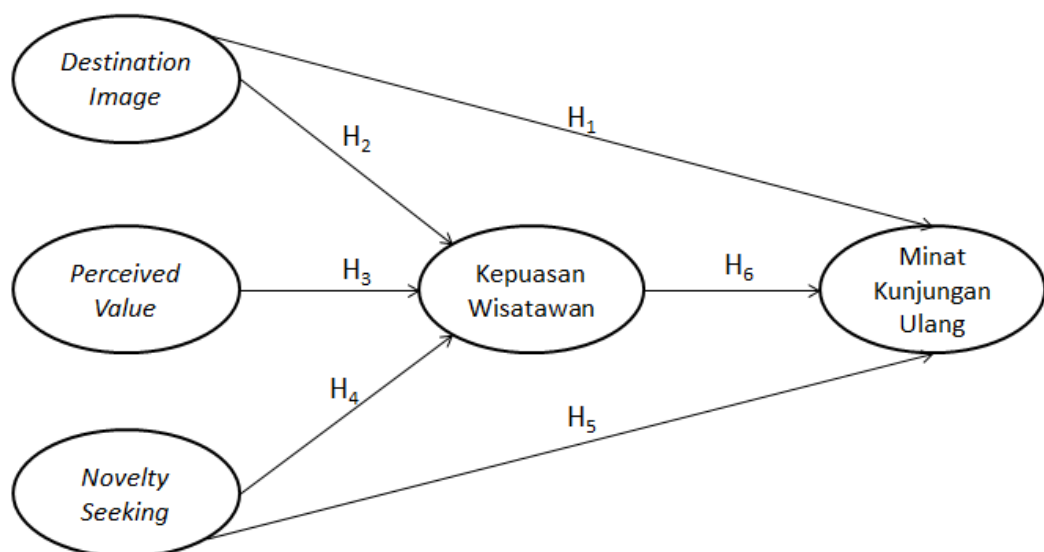 Destination
Image
H₁
H₂
Perceived
Value
H₃
Kepuasan
Wisatawan
H₆
Minat
Kunjungan
Ulang
H₄
H₅
Novelty
Seeking